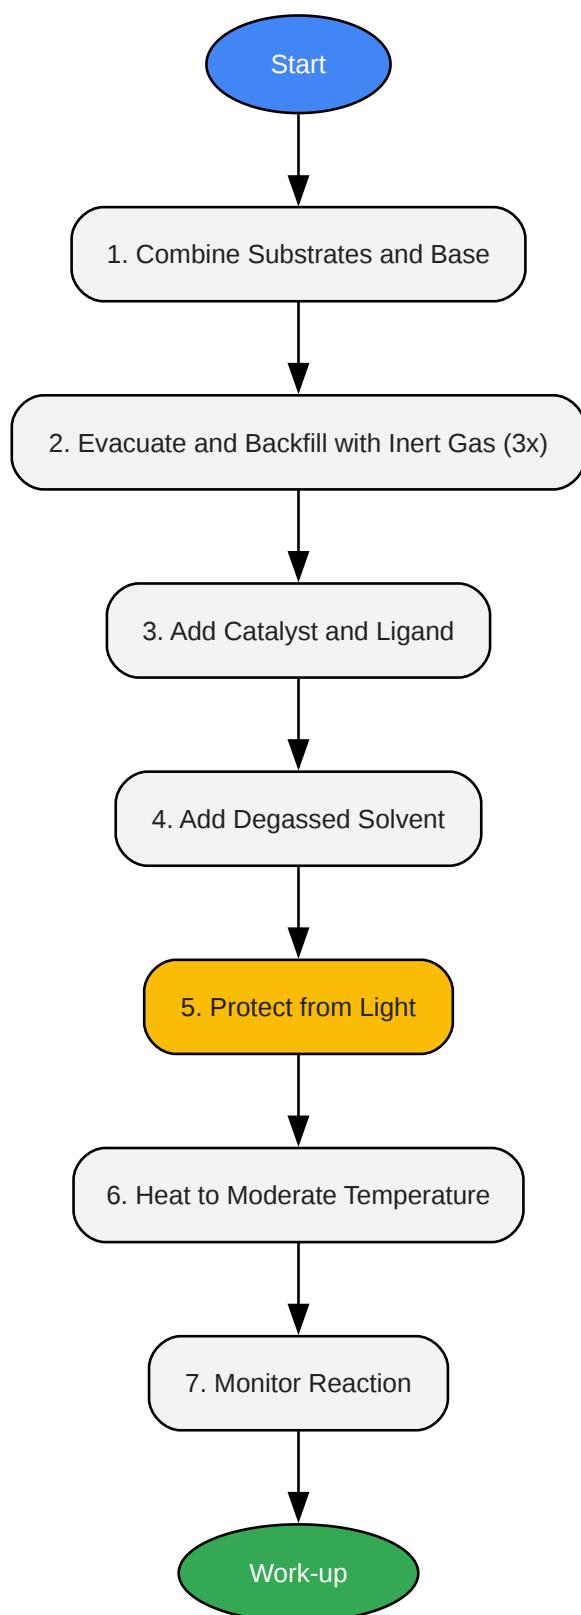 Start
1. Combine Substrates and Base
2. Evacuate and Backfill with Inert Gas (3x)
3. Add Catalyst and Ligand
4. Add Degassed Solvent
5. Protect from Light
6. Heat to Moderate Temperature
7. Monitor Reaction
Work-up